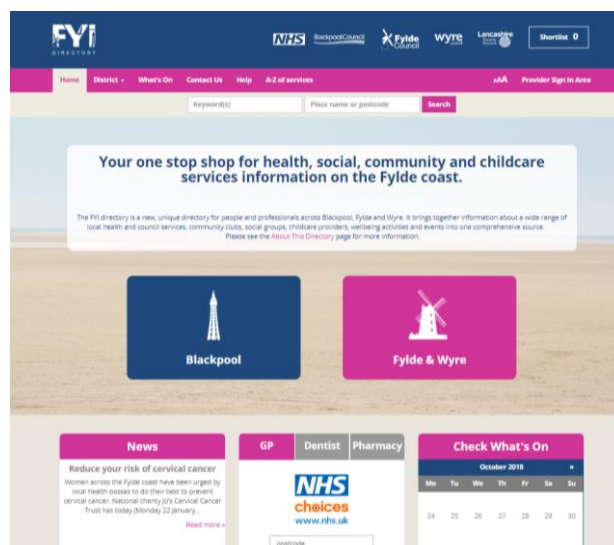 FYi
DIRECTORY
NHS
BlackpoolCouncil
Fylde
Council
wyre
Lancashire
Shortlist 0
Home District What's On Contact Us Help A-Z of services
AAA Provider Sign In Area
Keyword(s) Place name or postcode Search
Your one stop shop for health, social, community and childcare
services information on the Fylde coast.
The FYI directory is a new, unique directory for people and professionals across Blackpool, Fylde and Wyre. It brings together information about a wide range of
local health and council services, community clubs, social groups, childcare providers, wellbeing activities and events into one comprehensive source.
Please see the About This Directory page for more information.
Blackpool
Fylde & Wyre
News
Reduce your risk of cervical cancer
Women across the Fylde coast have been urged by
local health bosses to do their best to prevent
cervical cancer. National charity Jo's Cervical Cancer
Trust has today (Monday 22 January...
Read more »
GP Dentist Pharmacy
NHS
choices
www.nhs.uk
postcode
Check What's On
October 2018 »
Mo Tu We Th Fr Sa Su
24 25 26 27 28 29 30